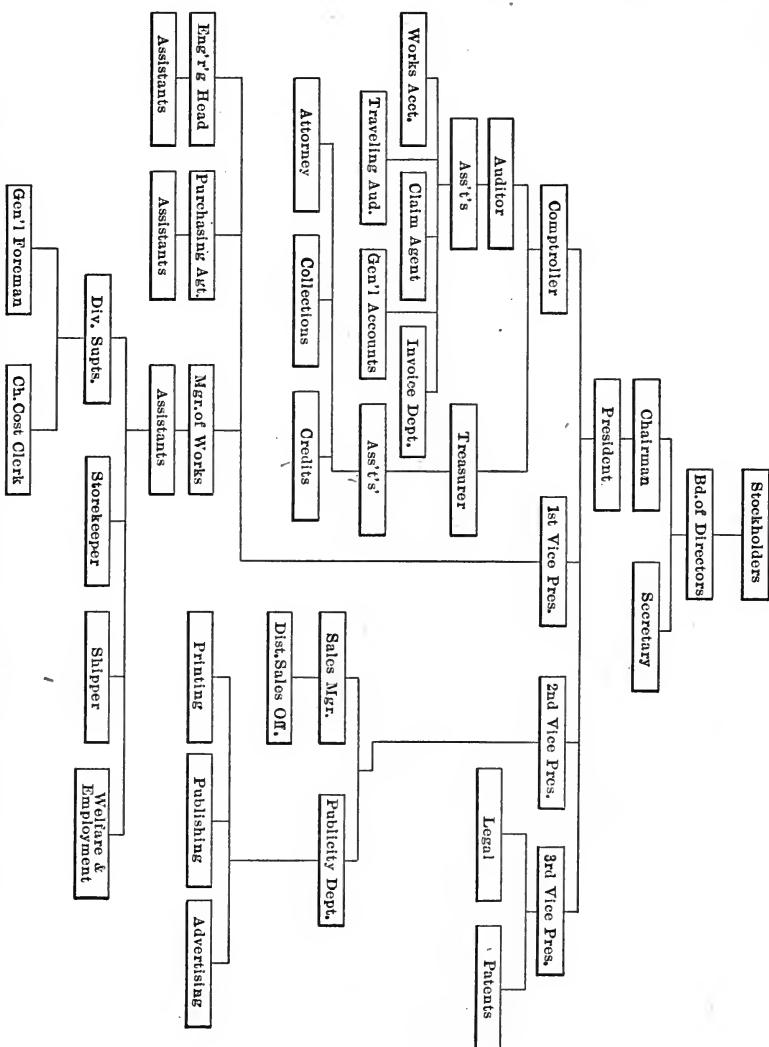 Stockholders
Bd. of Directors
Chairman
Secretary
President
Comptroller
1st Vice Pres.
2nd Vice Pres.
3rd Vice Pres.
Auditor
Treasurer
Legal
Patents
Ass't's
Ass't's'
Works Acct.
Traveling Aud.
Claim Agent
Gen'l Accounts
Invoice Dept.
Attorney
Collections
Credits
Sales Mgr.
Publicity Dept.
Dist. Sales Off.
Eng'r'g Head
Purchasing Agt.
Mgr. of Works
Printing
Publishing
Advertising
Assistants
Assistants
Assistants
Div. Supts.
Storekeeper
Shipper
Welfare &
Employment
Gen'l Foreman
Ch. Cost Clerk